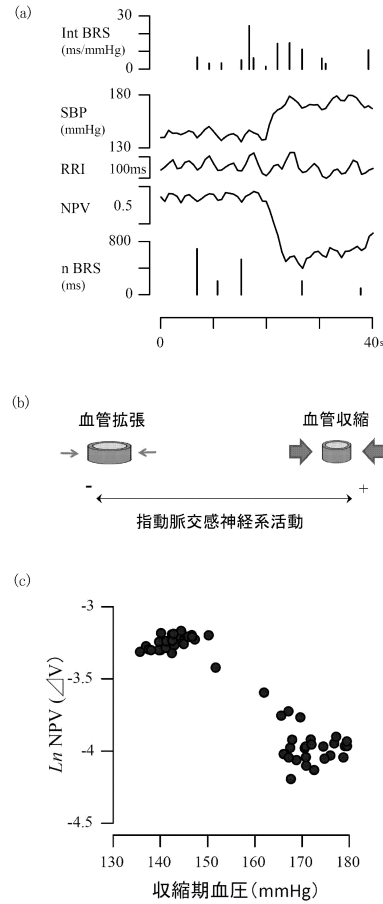 (a)
30
Int BRS
(ms/mmHg)
0
180
SBP
(mmHg)
130
RRI 100ms
NPV 0.5
800
n BRS
(ms)
0
0 40s
(b)
血管拡張 血管収縮
- +
指動脈交感神経系活動
(c)
-3
-3.5
-4
-4.5
Ln NPV (⊿V)
130 140 150 160 170 180
収縮期血圧(mmHg)